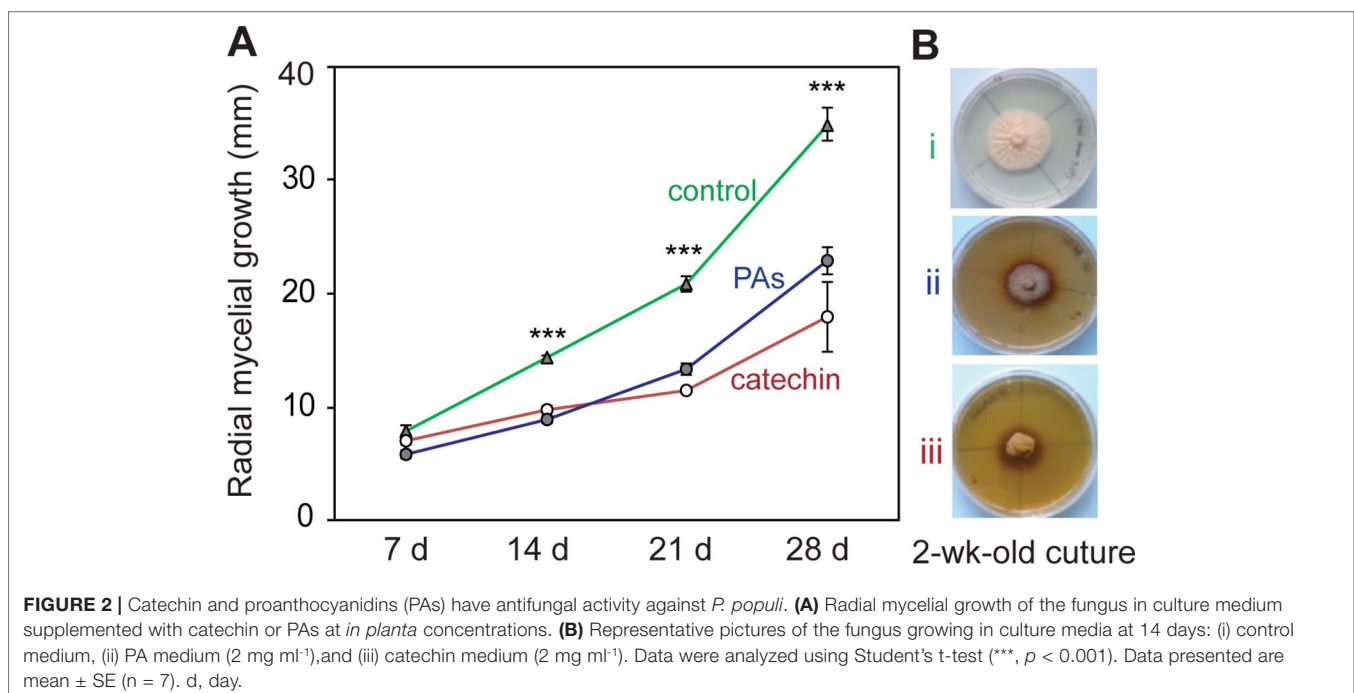 A
B
40
30
20
10
0
Radial mycelial growth (mm)
***
***
***
control
PAs
catechin
7 d 14 d 21 d 28 d
i
ii
iii
2-wk-old cuture
FIGURE 2 | Catechin and proanthocyanidins (PAs) have antifungal activity against P. populi. (A) Radial mycelial growth of the fungus in culture medium
supplemented with catechin or PAs at in planta concentrations. (B) Representative pictures of the fungus growing in culture media at 14 days: (i) control
medium, (ii) PA medium (2 mg ml⁻¹),and (iii) catechin medium (2 mg ml⁻¹). Data were analyzed using Student's t-test (***, p < 0.001). Data presented are
mean ± SE (n = 7). d, day.